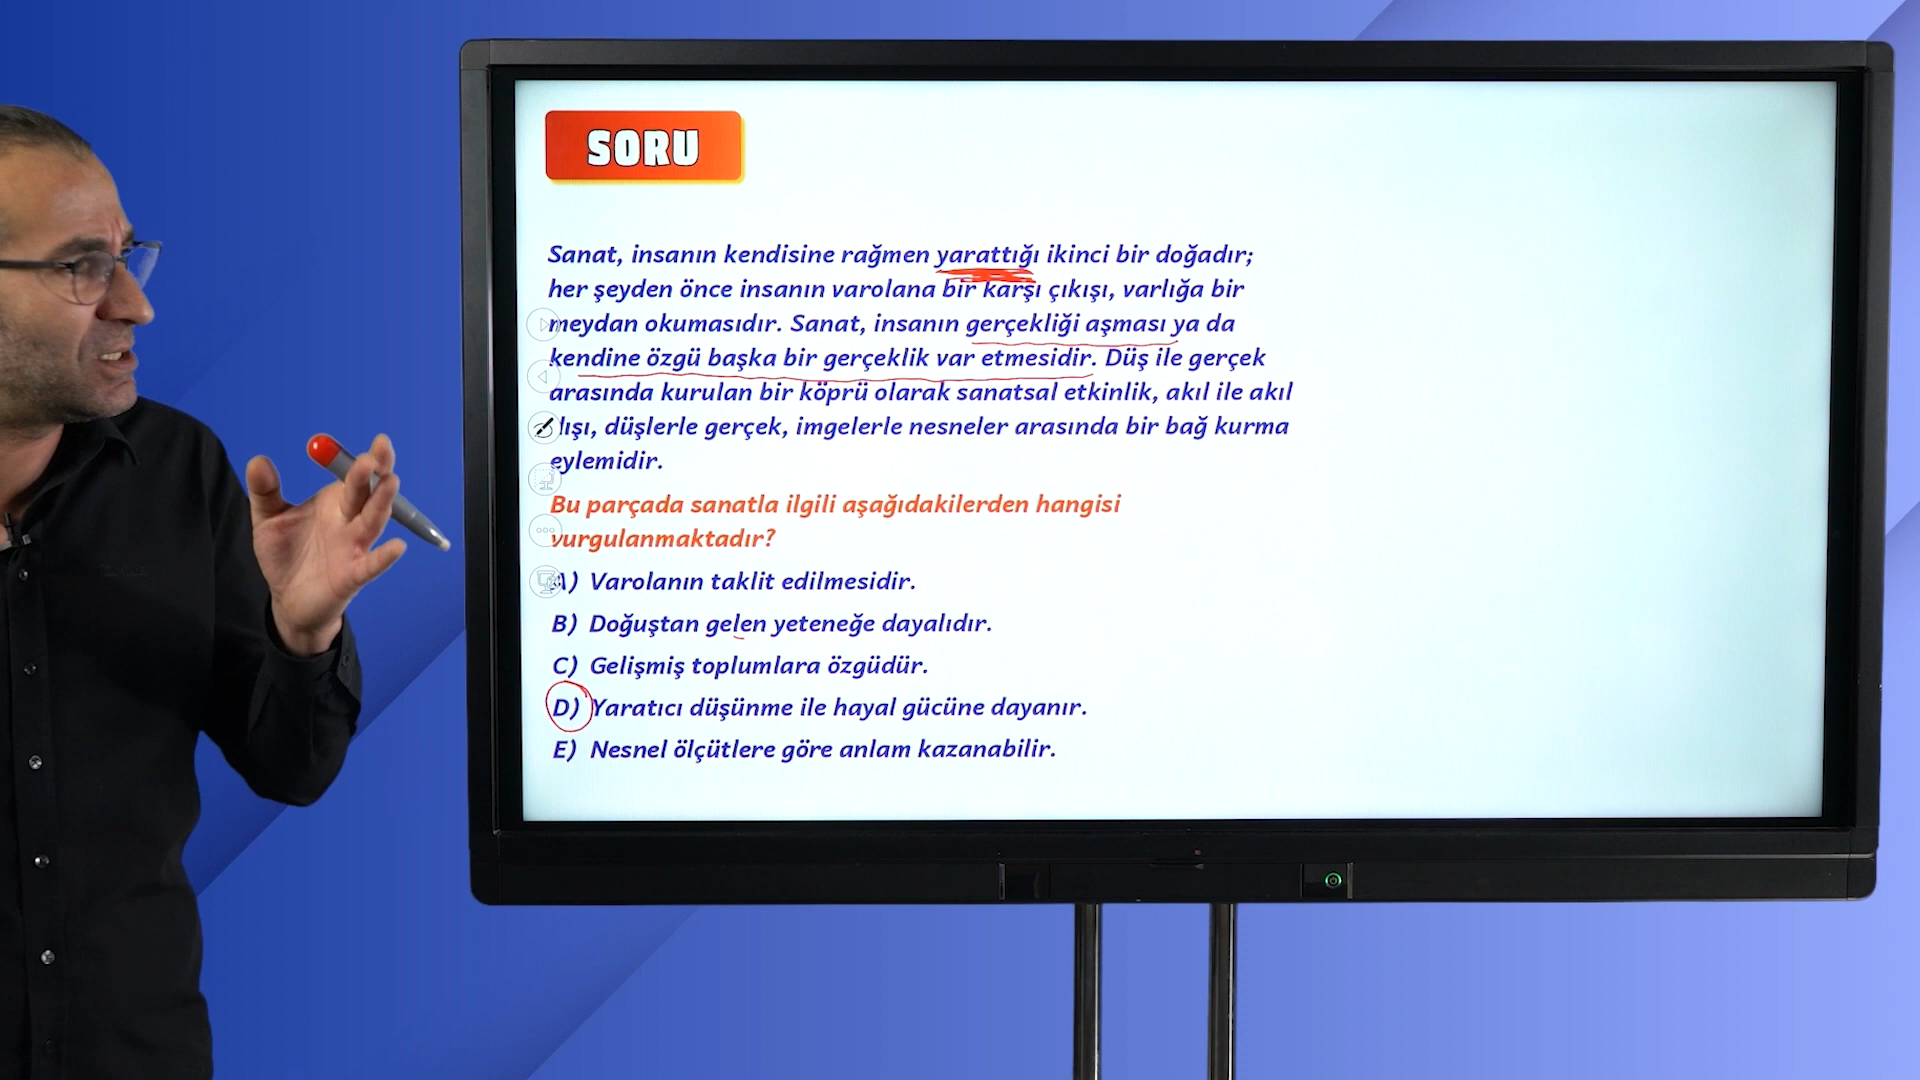 SORU
Sanat, insanın kendisine rağmen yarattığı ikinci bir doğadır;
her şeyden önce insanın varolana bir karşı çıkışı, varlığa bir
meydan okumasıdır. Sanat, insanın gerçekliği aşması ya da
kendine özgü başka bir gerçeklik var etmesidir. Düş ile gerçek
arasında kurulan bir köprü olarak sanatsal etkinlik, akıl ile akıl
dışı, düşlerle gerçek, imgelerle nesneler arasında bir bağ kurma
eylemidir.
Bu parçada sanatla ilgili aşağıdakilerden hangisi
vurgulanmaktadır?
A) Varolanın taklit edilmesidir.
B) Doğuştan gelen yeteneğe dayalıdır.
C) Gelişmiş toplumlara özgüdür.
D) Yaratıcı düşünme ile hayal gücüne dayanır.
E) Nesnel ölçütlere göre anlam kazanabilir.